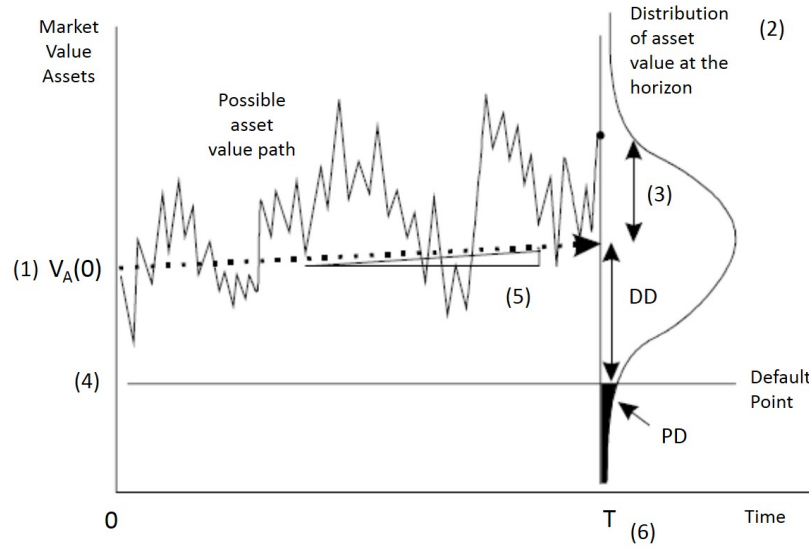 Market
Value
Assets
Distribution
of asset
value at the
horizon
(2)
Possible
asset
value path
(3)
(1) V_A(0)
(5)
DD
(4)
Default
Point
PD
0
T
(6)
Time